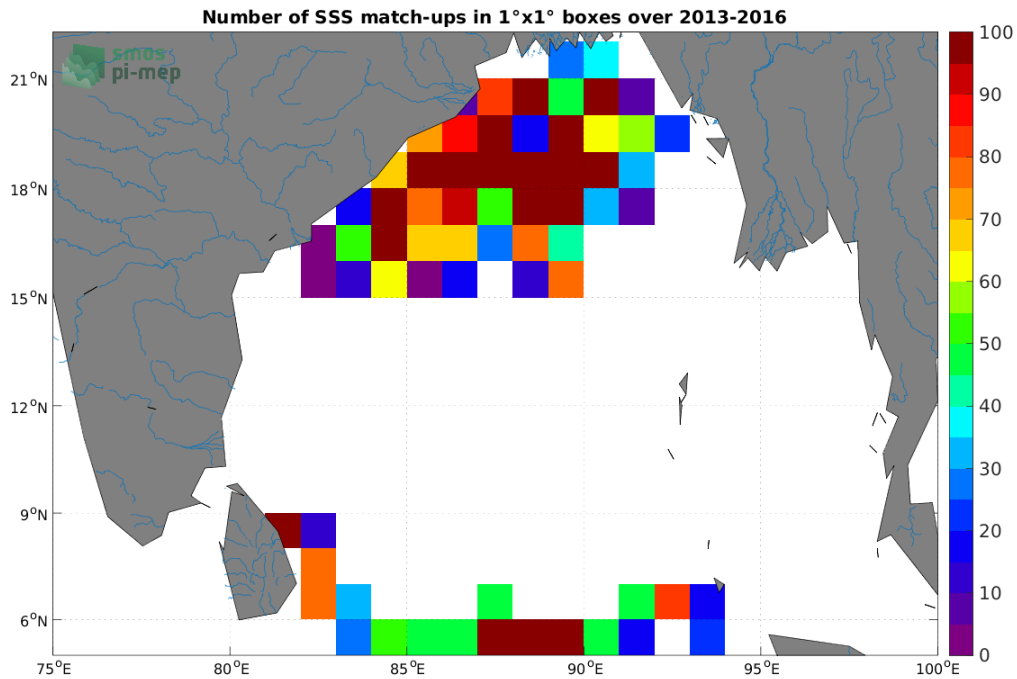 Number of SSS match-ups in 1°x1° boxes over 2013-2016
smos
pi-mep
21°N
18°N
15°N
12°N
9°N
6°N
75°E
80°E
85°E
90°E
95°E
100°E
100
90
80
70
60
50
40
30
20
10
0